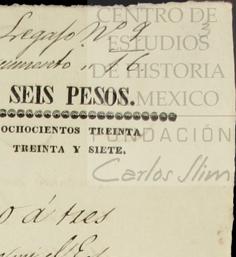 Legajo Nº 9
3
CENTRO DE
ESTUDIOS
DE HISTORIA
DE MEXICO
FUNDACIÓN
Carlos Slim
16
SEIS PESOS.
OCHOCIENTOS TREINTA
TREINTA Y SIETE.
á tres